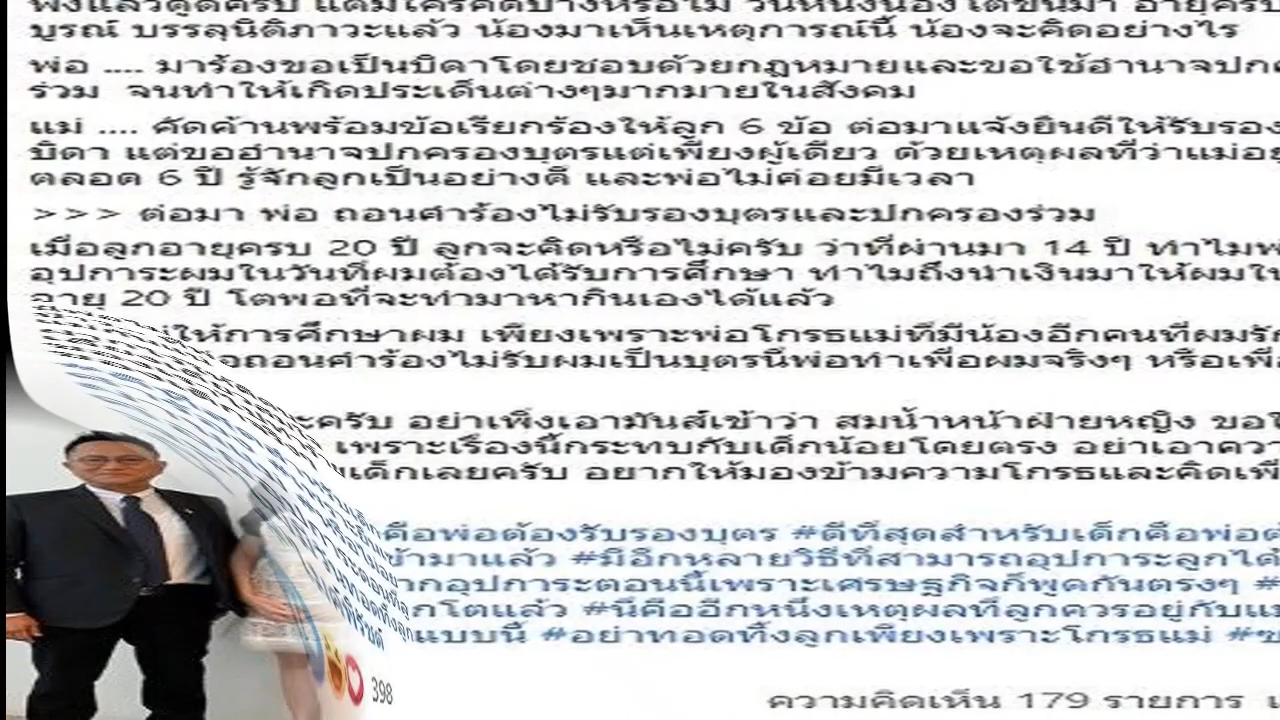 ฟังแล้วดูดีครับ แต่มีใครคิดบ้างหรือไม่ วันหนึ่งน้องโตขึ้นมา อายุครบ
บูรณ์ บรรลุนิติภาวะแล้ว น้องมาเห็นเหตุการณ์นี้ น้องจะคิดอย่างไร
พ่อ .... มาร้องขอเป็นบิดาโดยชอบด้วยกฎหมายและขอใช้อำนาจปกค
ร่วม จนทำให้เกิดประเด็นต่างๆมากมายในสังคม
แม่ .... คัดค้านพร้อมข้อเรียกร้องให้ลูก 6 ข้อ ต่อมาแจ้งยินดีให้รับรอง
บิดา แต่ขออำนาจปกครองบุตรแต่เพียงผู้เดียว ด้วยเหตุผลที่ว่าแม่อยู่
ตลอด 6 ปี รู้จักลูกเป็นอย่างดี และพ่อไม่ค่อยมีเวลา
>>> ต่อมา พ่อ ถอนคำร้องไม่รับรองบุตรและปกครองร่วม
เมื่อลูกอายุครบ 20 ปี ลูกจะคิดหรือไม่ครับ ว่าที่ผ่านมา 14 ปี ทำไมพ
อุปการะผมในวันที่ผมต้องได้รับการศึกษา ทำไมถึงนำเงินมาให้ผมใน
อายุ 20 ปี โตพอที่จะทำมาหากินเองได้แล้ว
ให้การศึกษาผม เพียงเพราะพ่อโกรธแม่ที่มีน้องอีกคนที่ผมรัก
ถอนคำร้องไม่รับผมเป็นบุตรนี้พ่อทำเพื่อผมจริงๆ หรือเพื่อ
ครับ อย่าเพิ่งเอามันส์เข้าว่า สมน้ำหน้าฝ่ายหญิง ขอใ
เพราะเรื่องนี้กระทบกับเด็กน้อยโดยตรง อย่าเอาควา
เด็กเลยครับ อยากให้มองข้ามความโกรธและคิดเพื่
คือพ่อต้องรับรองบุตร #ดีที่สุดสำหรับเด็กคือพ่อต้
ข้ามาแล้ว #มีอีกหลายวิธีที่สามารถอุปการะลูกได้
ากอุปการะตอนนี้เพราะเศรษฐกิจก็พูดกันตรงๆ #
กโตแล้ว #นี่คืออีกหนึ่งเหตุผลที่ลูกควรอยู่กับแม
แบบนี้ #อย่าทอดทิ้งลูกเพียงเพราะโกรธแม่ #ข
398
ความคิดเห็น 179 รายการ